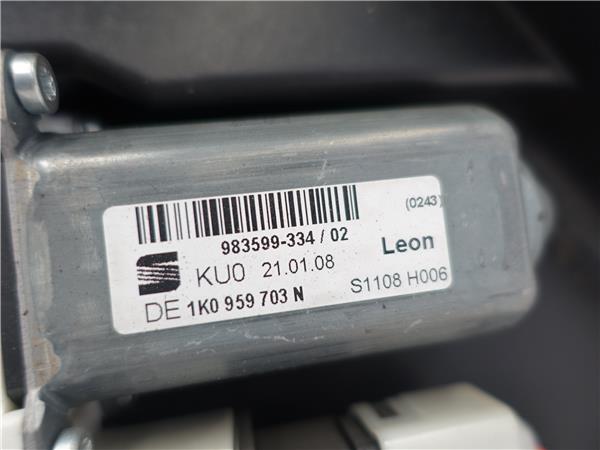 (0243)
983599-334 / 02
Leon
KU0 21.01.08
S1108 H006
DE 1K0 959 703 N